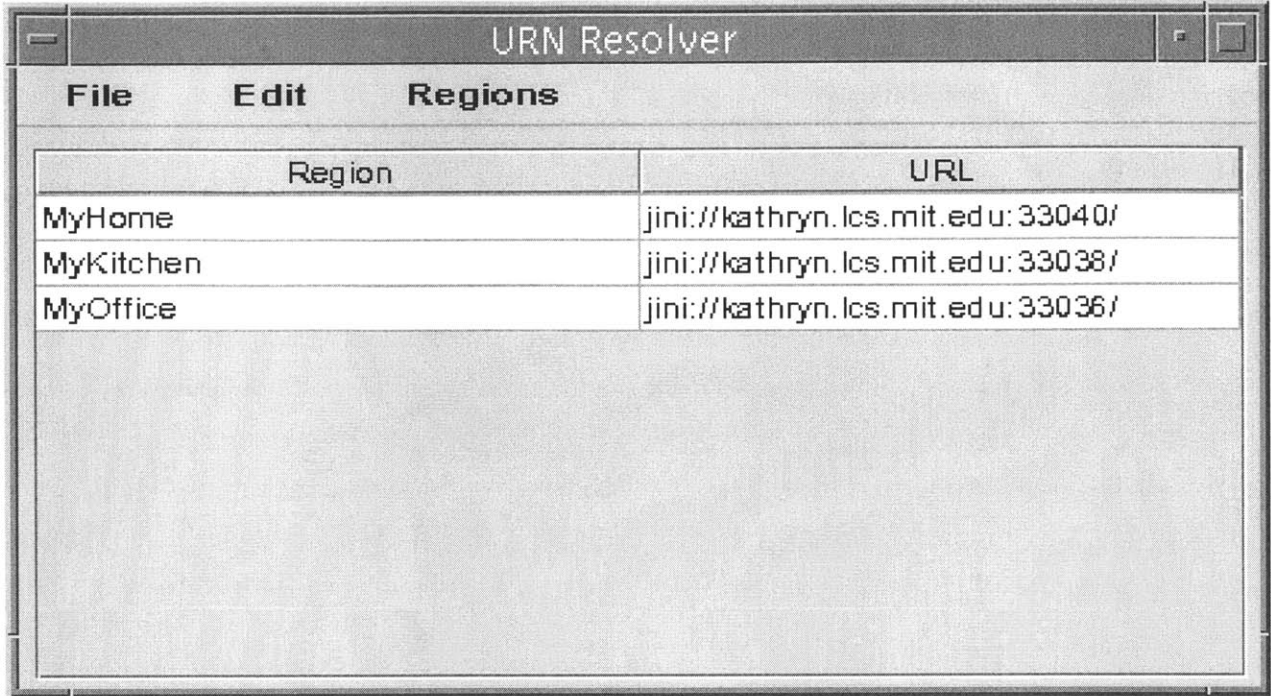 URN Resolver
File Edit Regions
Region URL
MyHome jini://kathryn.lcs.mit.edu:33040/
MyKitchen jini://kathryn.lcs.mit.edu:33038/
MyOffice jini://kathryn.lcs.mit.edu:33036/